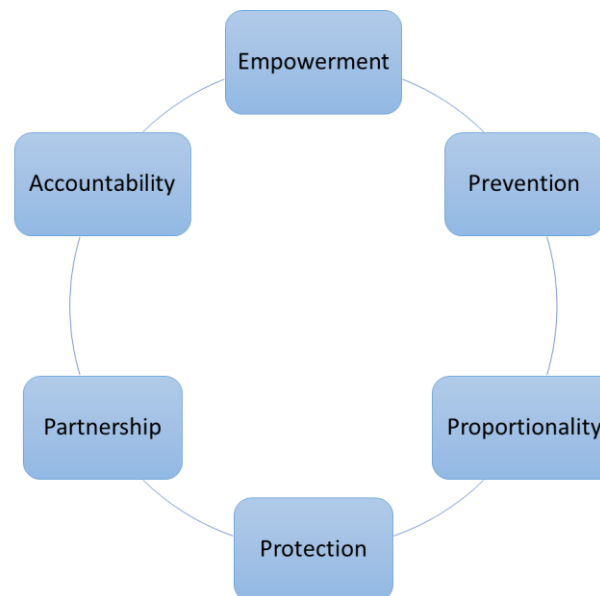 Empowerment
Prevention
Proportionality
Protection
Partnership
Accountability